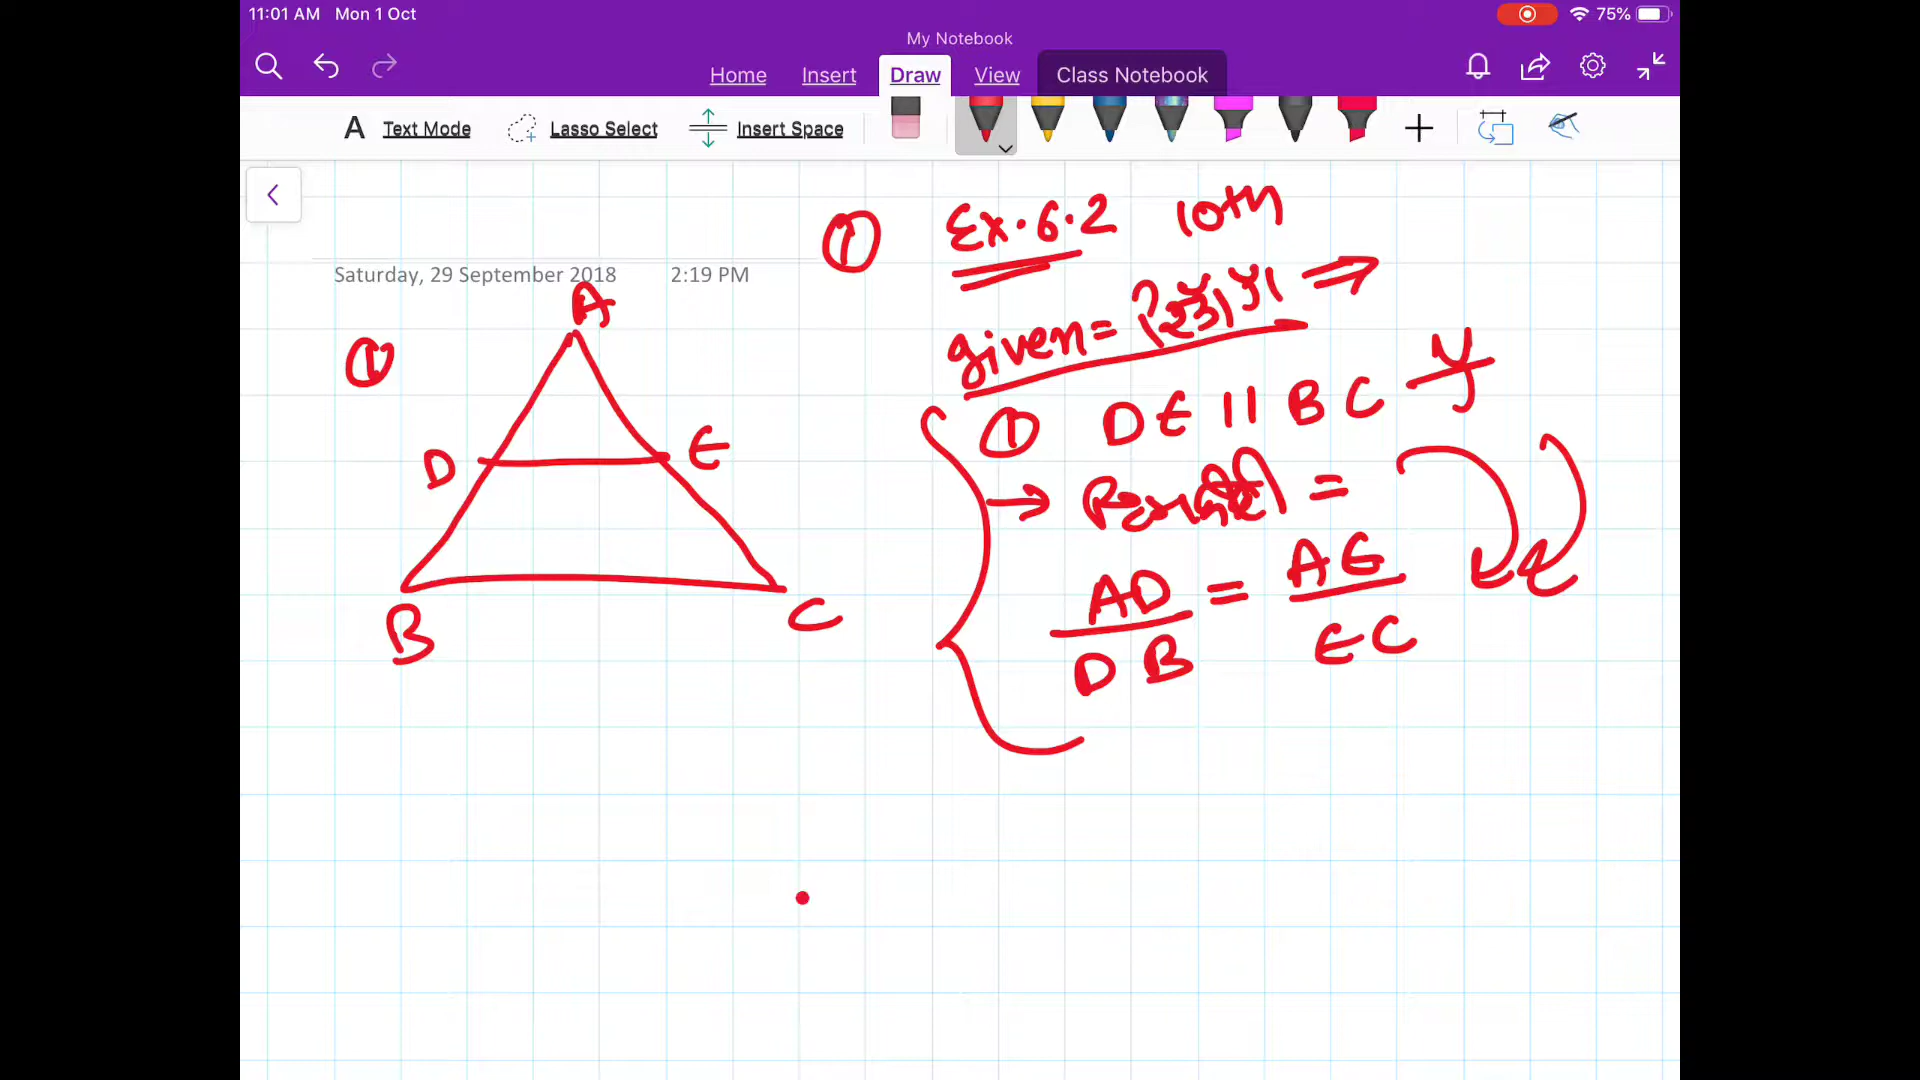 11:01 AM Mon 1 Oct
75%
My Notebook
Home Insert Draw View Class Notebook
A Text Mode Lasso Select Insert Space
Saturday, 29 September 2018 2:19 PM
① Ex. 6.2 10th
given =
① DE || BC
→ =
AD/DB = AE/EC
①
A
D E
B C